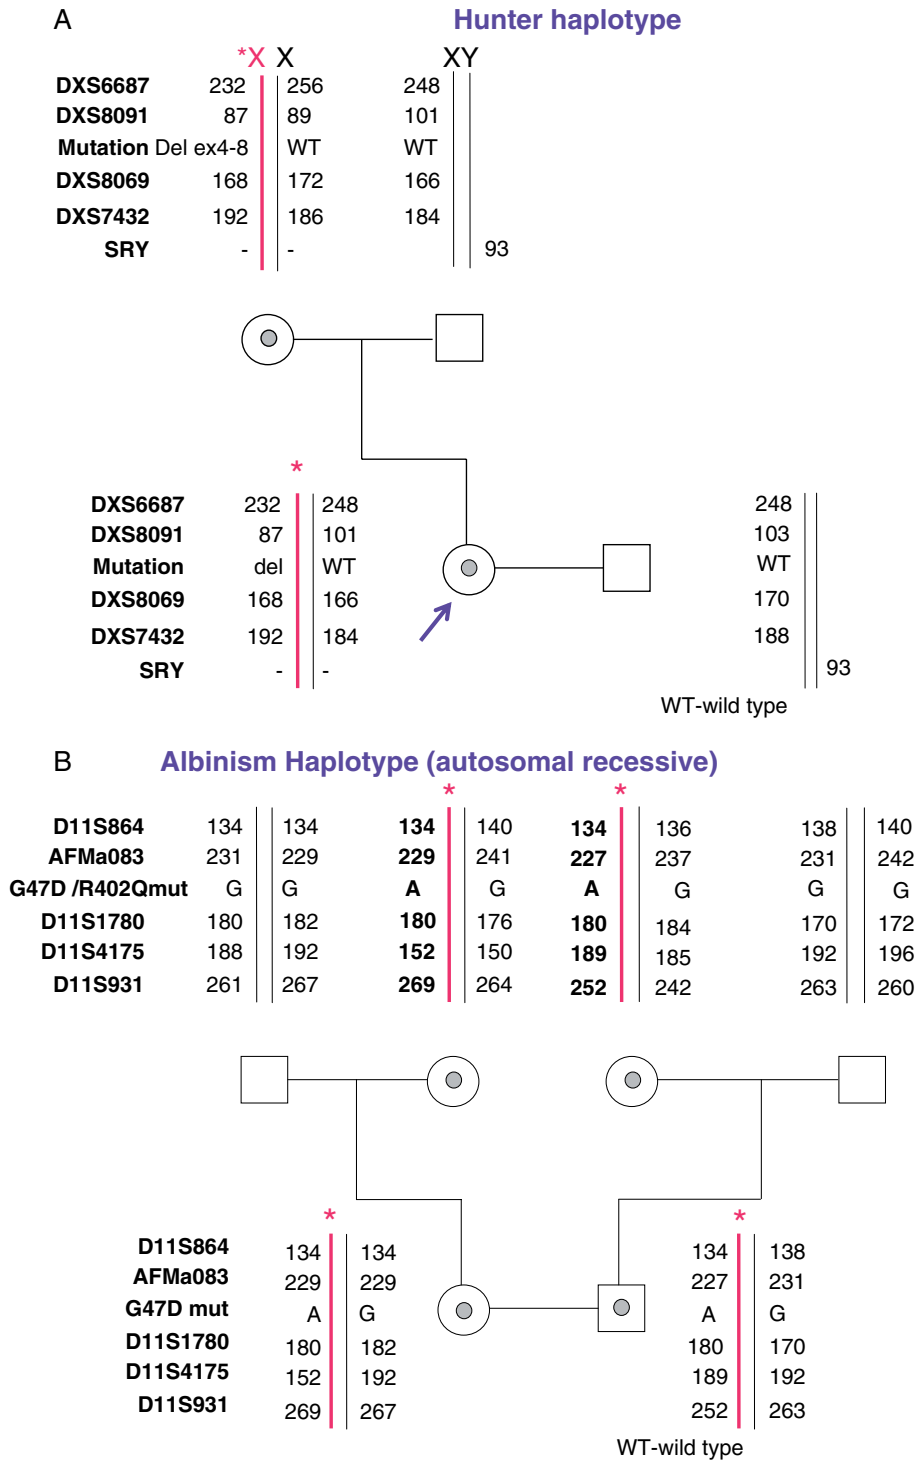 A Hunter haplotype
*X X XY
DXS6687 232 256 248
DXS8091 87 89 101
Mutation Del ex4-8 WT WT
DXS8069 168 172 166
DXS7432 192 186 184
SRY - - 93
*
DXS6687 232 248 248
DXS8091 87 101 103
Mutation del WT WT
DXS8069 168 166 170
DXS7432 192 184 188
SRY - - 93
WT-wild type
B Albinism Haplotype (autosomal recessive)
* *
D11S864 134 134 134 140 134 136 138 140
AFMa083 231 229 229 241 227 237 231 242
G47D /R402Qmut G G A G A G G G
D11S1780 180 182 180 176 180 184 170 172
D11S4175 188 192 152 150 189 185 192 196
D11S931 261 267 269 264 252 242 263 260
* *
D11S864 134 134 134 138
AFMa083 229 229 227 231
G47D mut A G A G
D11S1780 180 182 180 170
D11S4175 152 192 189 192
D11S931 269 267 252 263
WT-wild type